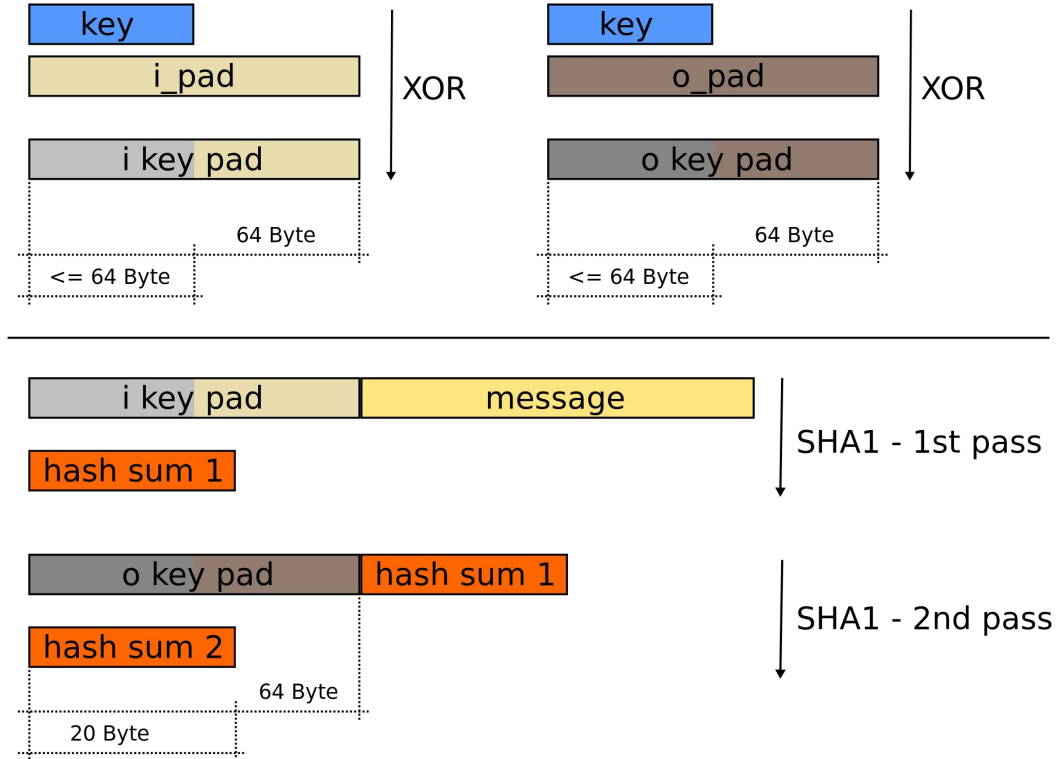 key
i_pad
XOR
i key pad
64 Byte
<= 64 Byte
key
o_pad
XOR
o key pad
64 Byte
<= 64 Byte
i key pad message
SHA1 - 1st pass
hash sum 1
o key pad hash sum 1
SHA1 - 2nd pass
hash sum 2
64 Byte
20 Byte